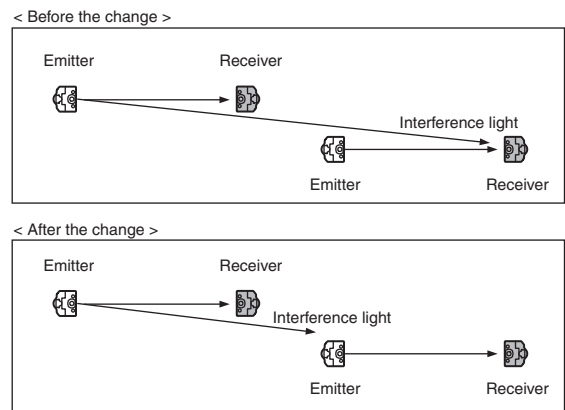 < Before the change >
Emitter Receiver
Interference light
Emitter Receiver
< After the change >
Emitter Receiver
Interference light
Emitter Receiver